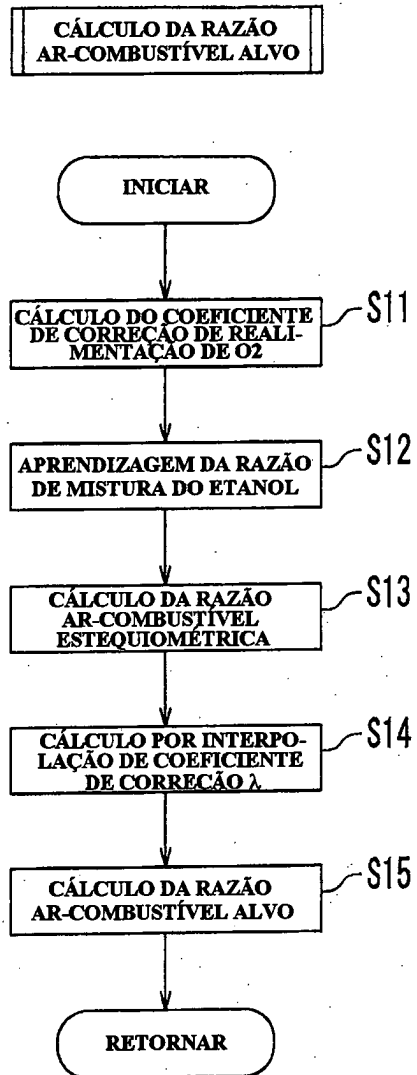 CÁLCULO DA RAZÃO
AR-COMBUSTÍVEL ALVO
INICIAR
CÁLCULO DO COEFICIENTE
DE CORREÇÃO DE REALI-
MENTAÇÃO DE O2
S11
APRENDIZAGEM DA RAZÃO
DE MISTURA DO ETANOL
S12
CÁLCULO DA RAZÃO
AR-COMBUSTÍVEL
ESTEQUIOMÉTRICA
S13
CÁLCULO POR INTERPO-
LAÇÃO DE COEFICIENTE
DE CORREÇÃO λ
S14
CÁLCULO DA RAZÃO
AR-COMBUSTÍVEL ALVO
S15
RETORNAR